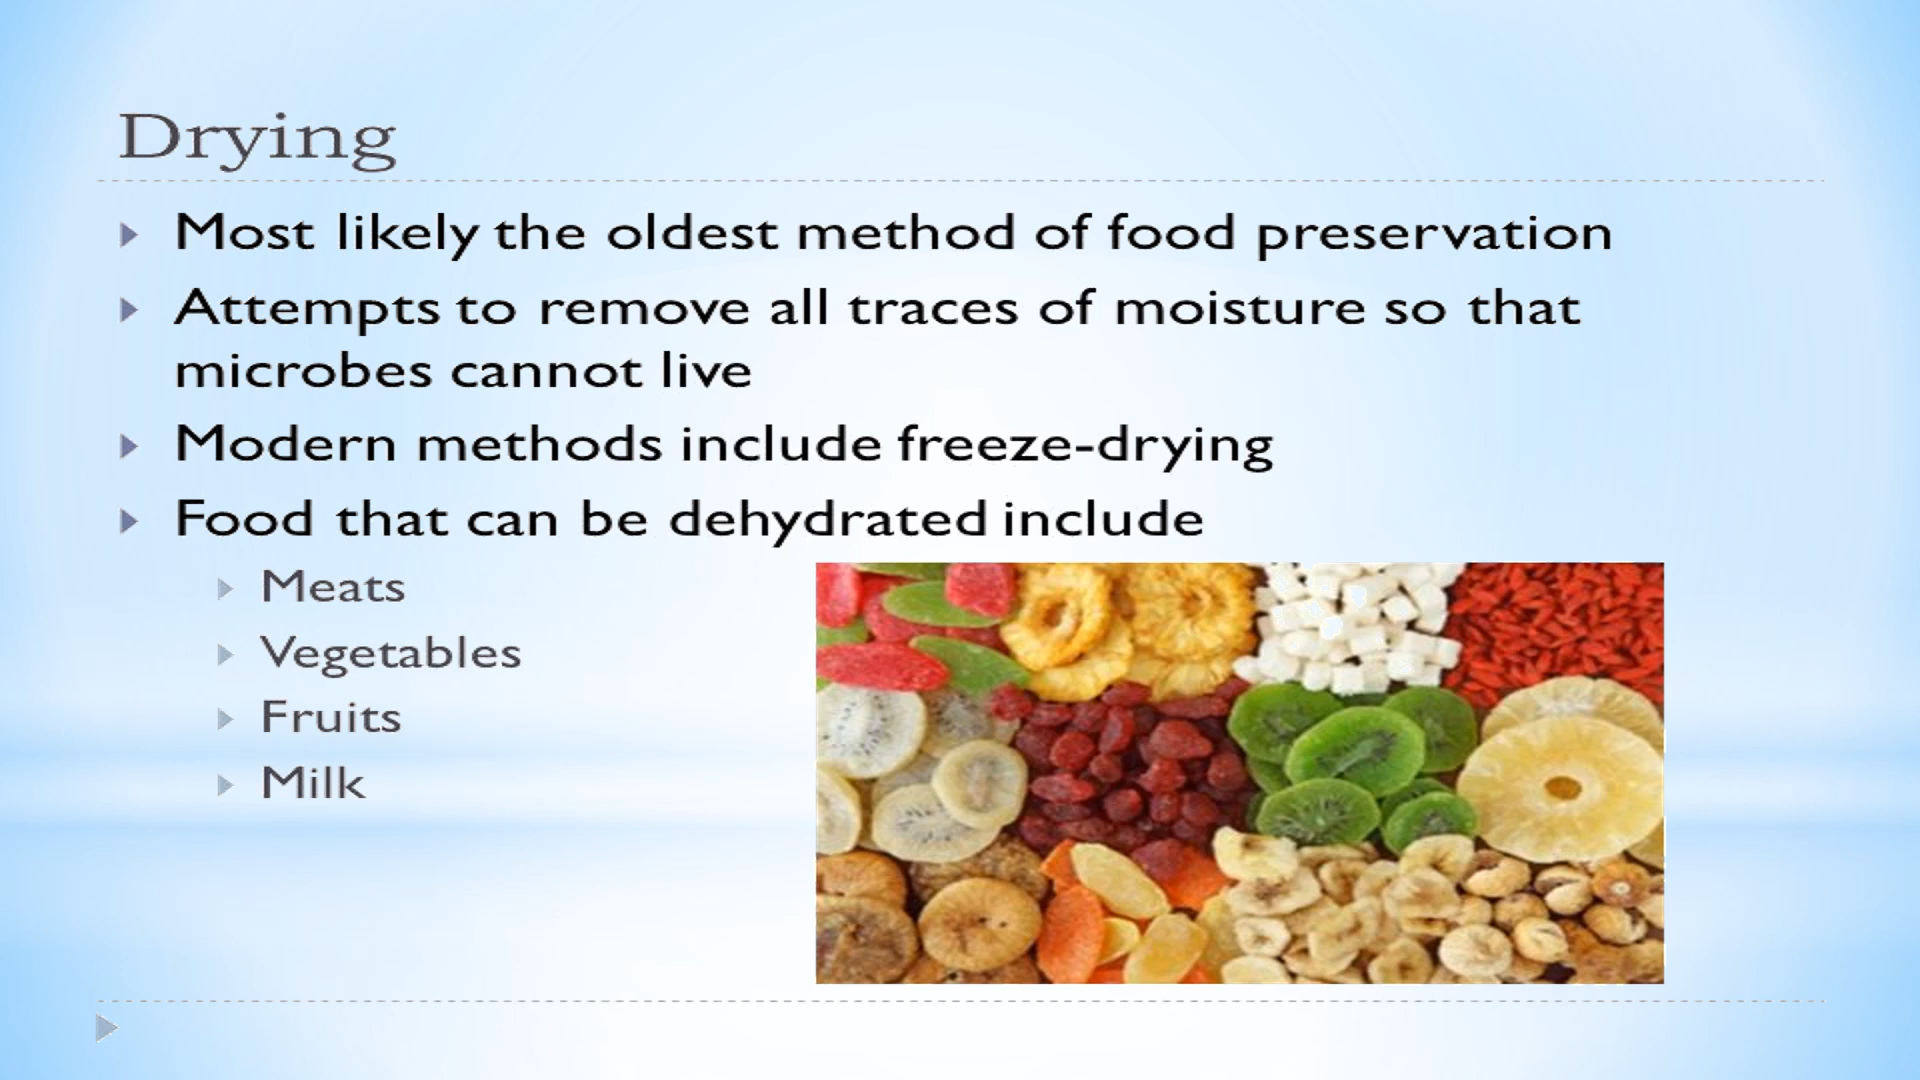 Drying
Most likely the oldest method of food preservation
Attempts to remove all traces of moisture so that
microbes cannot live
Modern methods include freeze-drying
Food that can be dehydrated include
Meats
Vegetables
Fruits
Milk